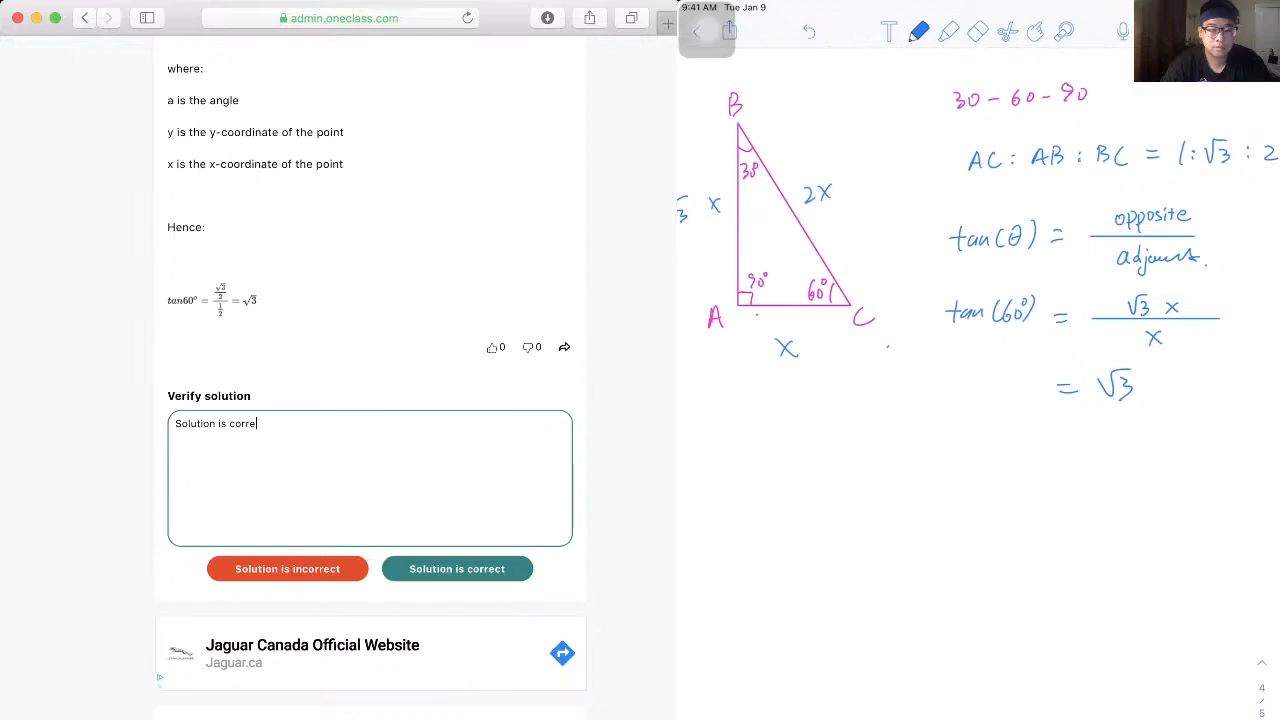 admin.oneclass.com
9:41 AM Tue Jan 9
where:
a is the angle
y is the y-coordinate of the point
x is the x-coordinate of the point
Hence:
tan60° = (√3/2)/(1/2) = √3
0 0
Verify solution
Solution is corre
Solution is incorrect Solution is correct
Jaguar Canada Official Website
Jaguar.ca
B
30°
3 x
2x
90°
60°
A
C
x
30 - 60 - 90
AC : AB : BC = 1 : √3 : 2
tan(θ) = opposite
/
tan(60°) = √3 x / x
= √3
4
/
5